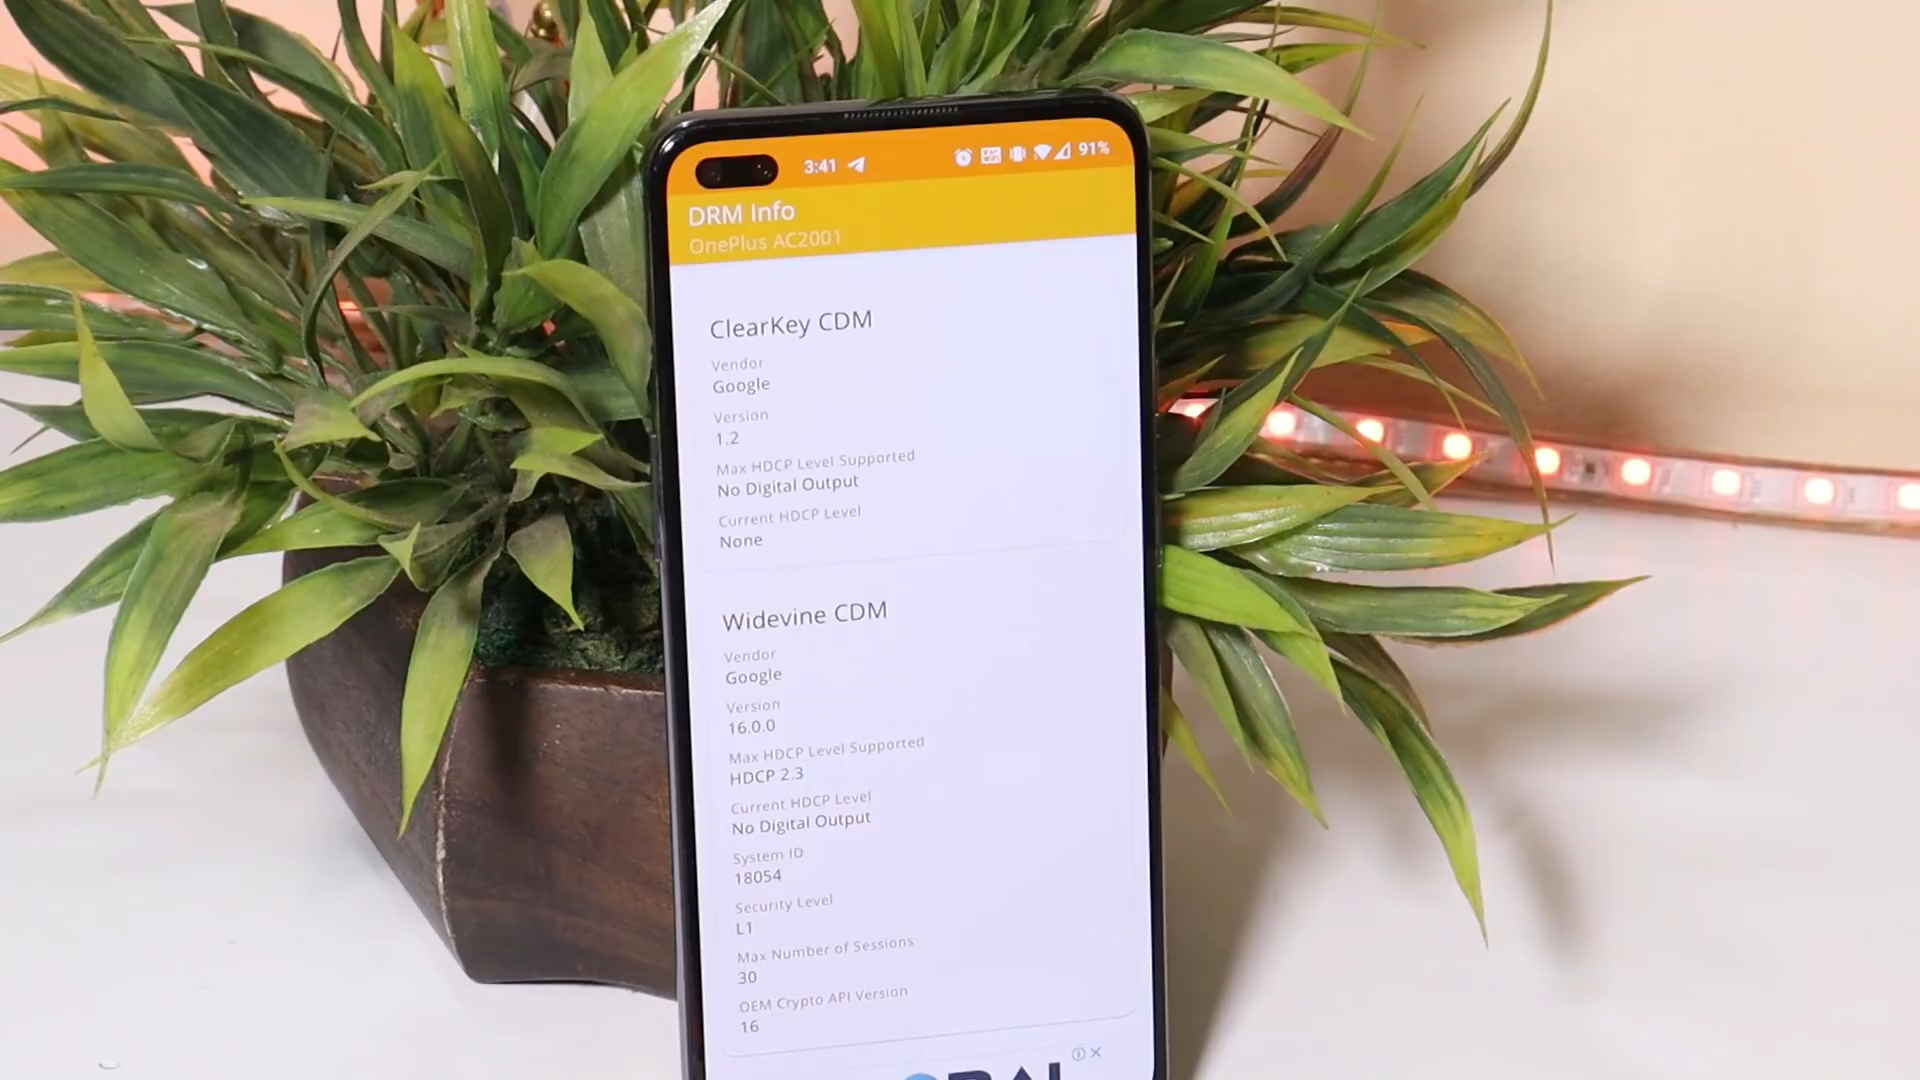 3:41
91%
DRM Info
OnePlus AC2001
ClearKey CDM
Vendor
Google
Version
1.2
Max HDCP Level Supported
No Digital Output
Current HDCP Level
None
Widevine CDM
Vendor
Google
Version
16.0.0
Max HDCP Level Supported
HDCP 2.3
Current HDCP Level
No Digital Output
System ID
18054
Security Level
L1
Max Number of Sessions
30
OEM Crypto API Version
16